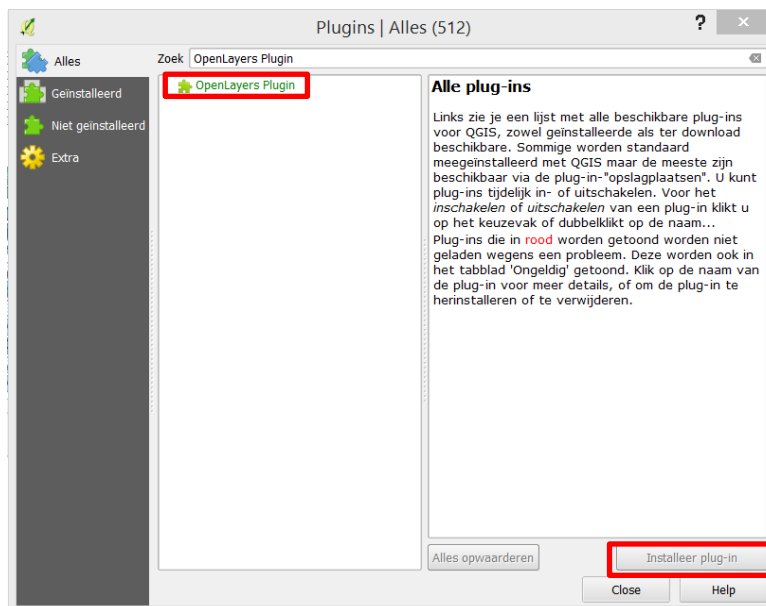 Plugins | Alles (512)
?
Alles
Geïnstalleerd
Niet geïnstalleerd
Extra
Zoek OpenLayers Plugin
OpenLayers Plugin
Alle plug-ins
Links zie je een lijst met alle beschikbare plug-ins
voor QGIS, zowel geïnstalleerde als ter download
beschikbare. Sommige worden standaard
meegeïnstalleerd met QGIS maar de meeste zijn
beschikbaar via de plug-in-"opslagplaatsen". U kunt
plug-ins tijdelijk in- of uitschakelen. Voor het
inschakelen of uitschakelen van een plug-in klikt u
op het keuzevak of dubbelklikt op de naam...
Plug-ins die in rood worden getoond worden niet
geladen wegens een probleem. Deze worden ook in
het tabblad 'Ongeldig' getoond. Klik op de naam van
de plug-in voor meer details, of om de plug-in te
herinstalleren of te verwijderen.
Alles opwaarderen
Installeer plug-in
Close
Help